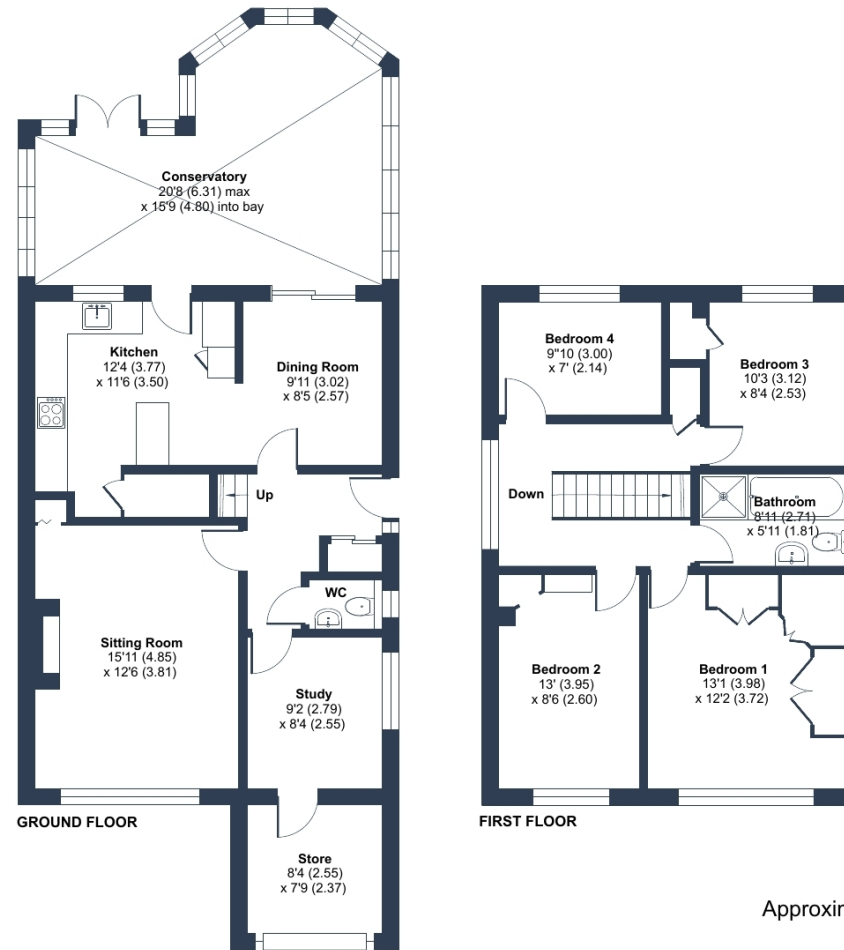 Conservatory
20'8 (6.31) max
x 15'9 (4.80) into bay
Kitchen
12'4 (3.77)
x 11'6 (3.50)
Dining Room
9'11 (3.02)
x 8'5 (2.57)
Up
WC
Sitting Room
15'11 (4.85)
x 12'6 (3.81)
Study
9'2 (2.79)
x 8'4 (2.55)
GROUND FLOOR
Store
8'4 (2.55)
x 7'9 (2.37)
Bedroom 4
9"10 (3.00)
x 7' (2.14)
Bedroom 3
10'3 (3.12)
x 8'4 (2.53)
Down
Bathroom
8'11 (2.71)
x 5'11 (1.81)
Bedroom 2
13' (3.95)
x 8'6 (2.60)
Bedroom 1
13'1 (3.98)
x 12'2 (3.72)
FIRST FLOOR
Approxin